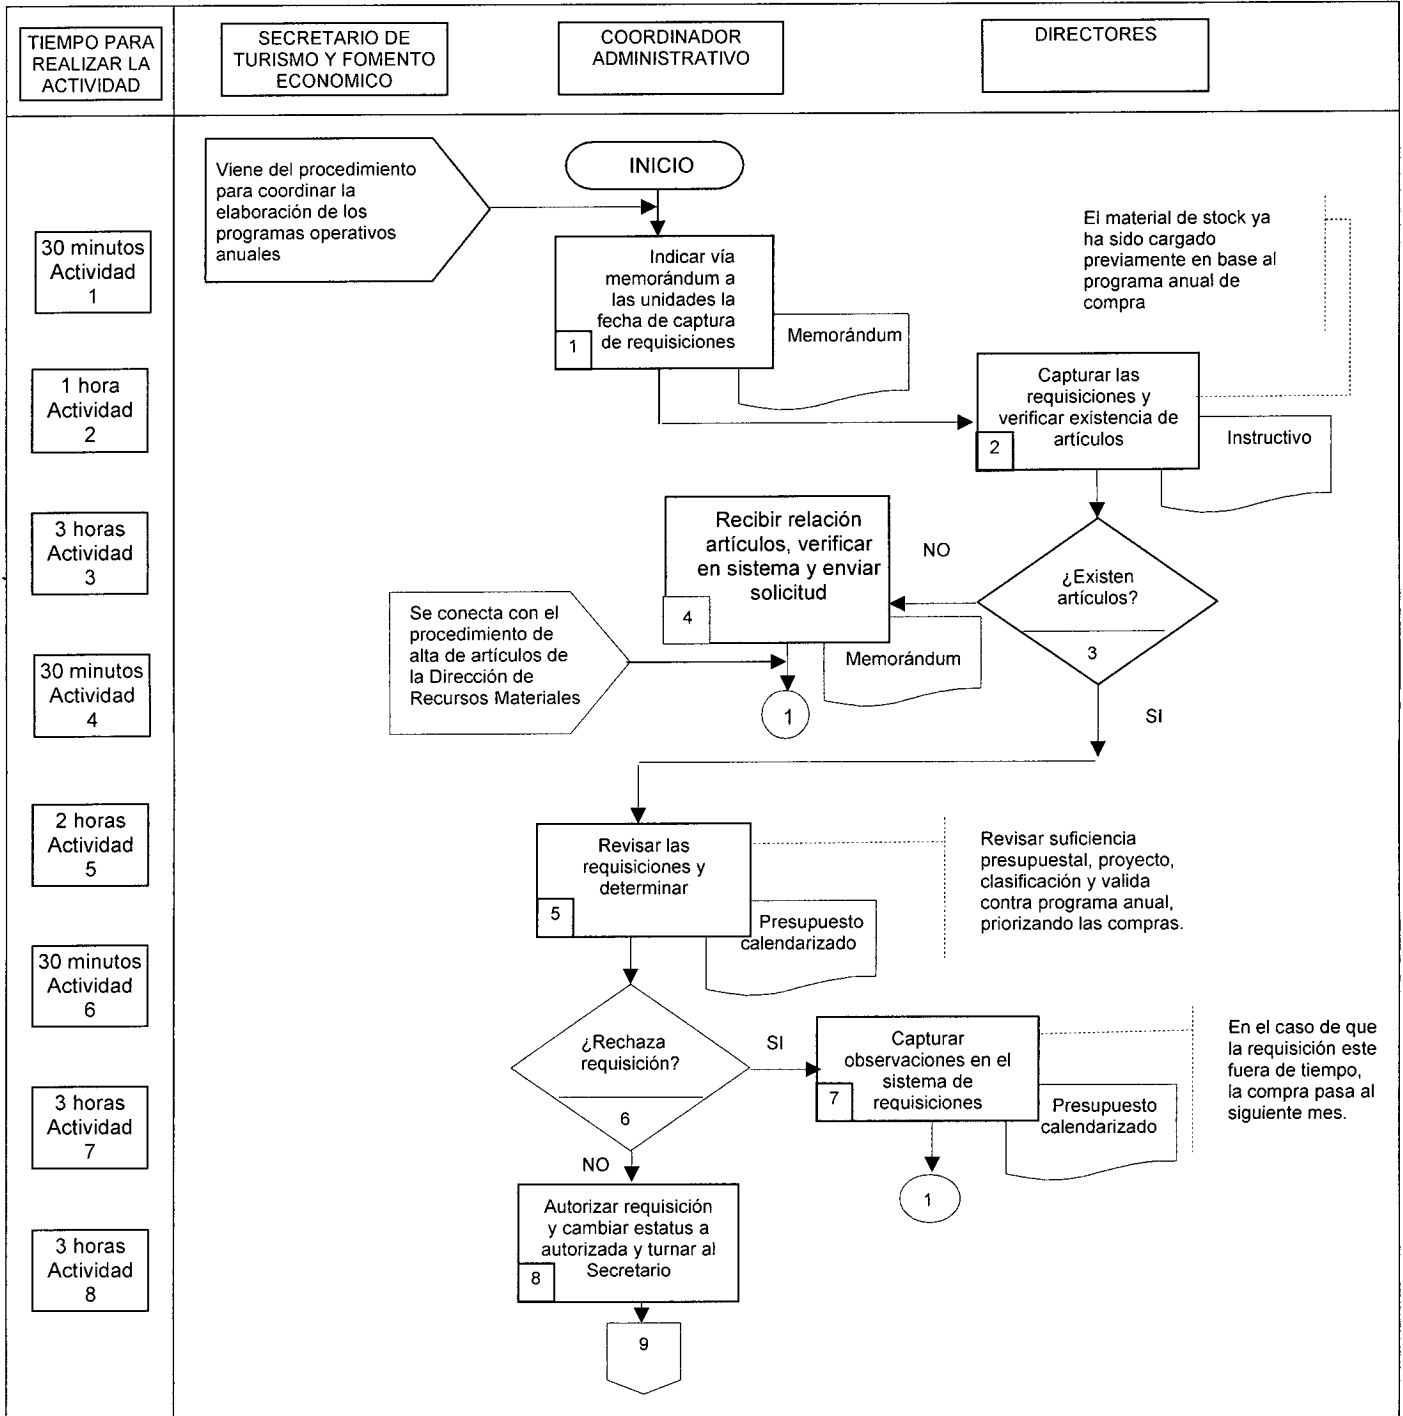 TIEMPO PARA
REALIZAR LA
ACTIVIDAD
SECRETARIO DE
TURISMO Y FOMENTO
ECONOMICO
COORDINADOR
ADMINISTRATIVO
DIRECTORES
Viene del procedimiento
para coordinar la
elaboración de los
programas operativos
anuales
INICIO
El material de stock ya
ha sido cargado
previamente en base al
programa anual de
compra
30 minutos
Actividad
1
Indicar vía
memorándum a
las unidades la
fecha de captura
de requisiciones
1
Memorándum
1 hora
Actividad
2
Capturar las
requisiciones y
verificar existencia de
artículos
2
Instructivo
3 horas
Actividad
3
Recibir relación
artículos, verificar
en sistema y enviar
solicitud
4
Memorándum
NO
¿Existen
artículos?
3
SI
Se conecta con el
procedimiento de
alta de artículos de
la Dirección de
Recursos Materiales
1
30 minutos
Actividad
4
2 horas
Actividad
5
Revisar las
requisiciones y
determinar
5
Presupuesto
calendarizado
Revisar suficiencia
presupuestal, proyecto,
clasificación y valida
contra programa anual,
priorizando las compras.
30 minutos
Actividad
6
¿Rechaza
requisición?
6
SI
NO
Capturar
observaciones en el
sistema de
requisiciones
7
Presupuesto
calendarizado
En el caso de que
la requisición este
fuera de tiempo,
la compra pasa al
siguiente mes.
3 horas
Actividad
7
1
Autorizar requisición
y cambiar estatus a
autorizada y turnar al
Secretario
8
3 horas
Actividad
8
9